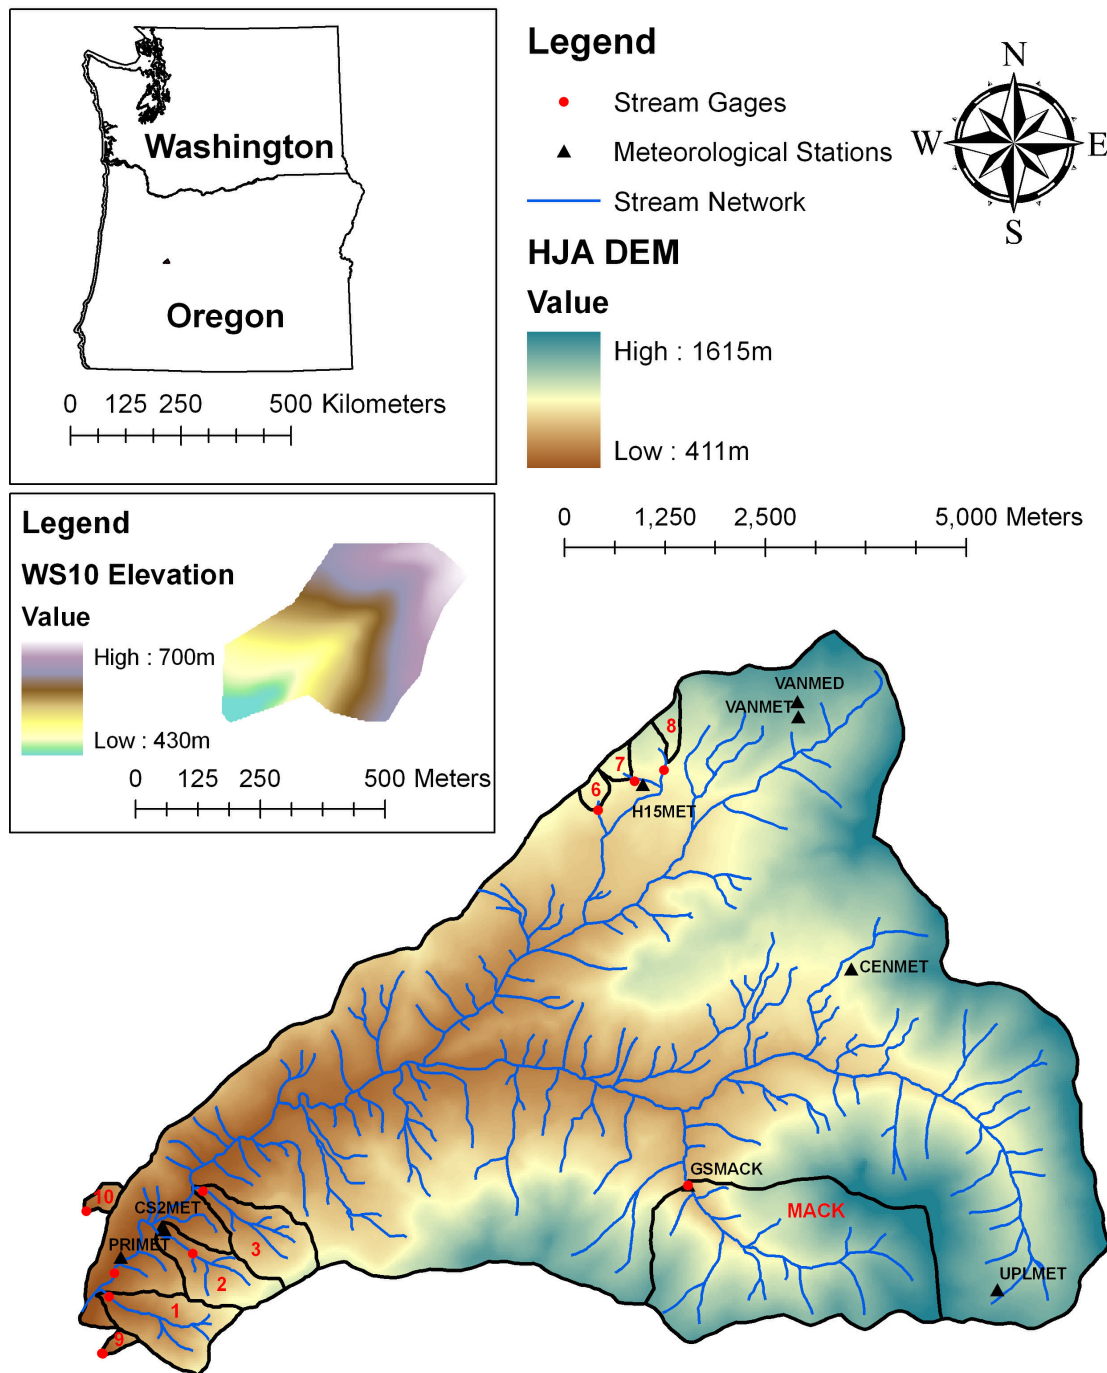 Washington
Oregon
0 125 250 500 Kilometers
Legend
Stream Gages
Meteorological Stations
Stream Network
HJA DEM
Value
High : 1615m
Low : 411m
N
W E
S
0 1,250 2,500 5,000 Meters
Legend
WS10 Elevation
Value
High : 700m
Low : 430m
0 125 250 500 Meters
VANMED
VANMET
8
7
6
H15MET
CENMET
GSMACK
MACK
10
CS2MET
PRIMET
3
2
1
9
UPLMET